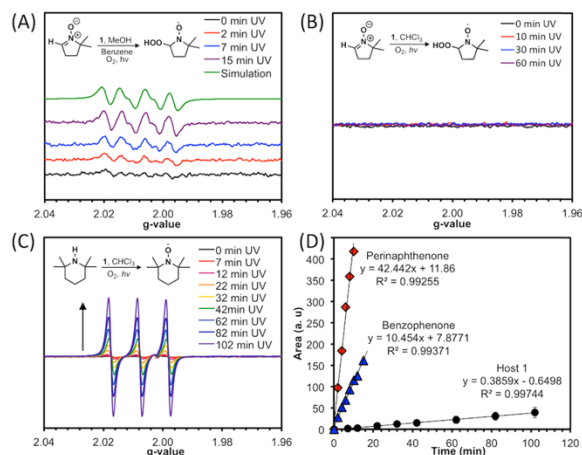 (A)
O⊖
N⊕
H
1, MeOH
Benzene
O2, hv
O·
N
HOO
0 min UV
2 min UV
7 min UV
15 min UV
Simulation
2.04 2.02 2.00 1.98 1.96
g-value
(B)
O⊖
N⊕
H
1, CHCl3
O2, hv
O·
N
HOO
0 min UV
10 min UV
30 min UV
60 min UV
2.04 2.02 2.00 1.98 1.96
g-value
(C)
H
N
1, CHCl3
O2, hv
O·
N
0 min UV
7 min UV
12 min UV
22 min UV
32 min UV
42min UV
62 min UV
82 min UV
102 min UV
2.04 2.02 2.00 1.98 1.96
g-value
(D)
Area (a. u)
450
400
350
300
250
200
150
100
50
0
Perinaphthenone
y = 42.442x + 11.86
R² = 0.99255
Benzophenone
y = 10.454x + 7.8771
R² = 0.99371
Host 1
y = 0.3859x - 0.6498
R² = 0.99744
0 20 40 60 80 100 120
Time (min)